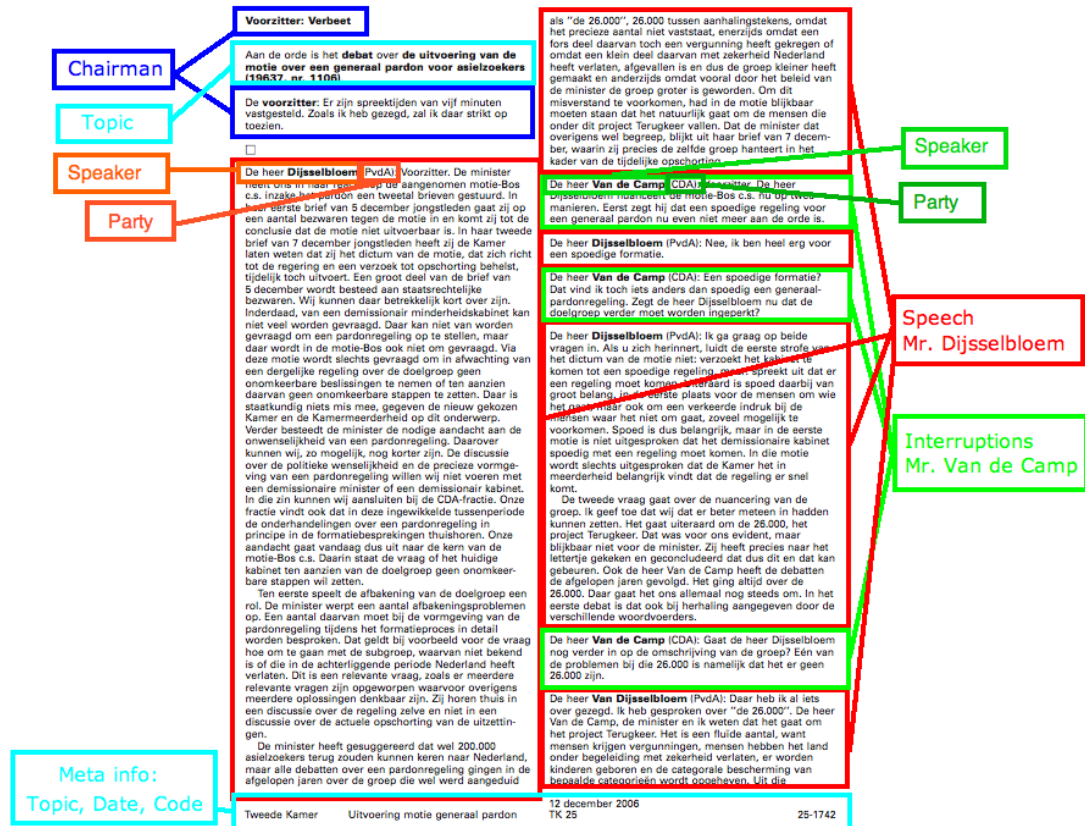 Chairman
Topic
Speaker
Party
Meta info:
Topic, Date, Code
Voorzitter: Verbeet
Aan de orde is het debat over de uitvoering van de
motie over een generaal pardon voor asielzoekers
(19637, nr. 1106)
De voorzitter: Er zijn spreektijden van vijf minuten
vastgesteld. Zoals ik heb gezegd, zal ik daar strikt op
toezien.
De heer Dijsselbloem (PvdA): Voorzitter. De minister
heeft ons in haar op de aangenomen motie-Bos
c.s. inzake het pardon een tweetal brieven gestuurd. In
haar eerste brief van 5 december jongstleden gaat zij op
een aantal bezwaren tegen de motie in en komt zij tot de
conclusie dat de motie niet uitvoerbaar is. In haar tweede
brief van 7 december jongstleden heeft zij de Kamer
laten weten dat zij het dictum van de motie, dat zich richt
tot de regering en een verzoek tot opschorting behelst,
tijdelijk toch uitvoert. Een groot deel van de brief van
5 december wordt besteed aan staatsrechtelijke
bezwaren. Wij kunnen daar betrekkelijk kort over zijn.
Inderdaad, van een demissionair minderheidskabinet kan
niet veel worden gevraagd. Daar kan niet van worden
gevraagd om een pardonregeling op te stellen, maar
daar wordt in de motie-Bos ook niet om gevraagd. Via
deze motie wordt slechts gevraagd om in afwachting van
een dergelijke regeling over de doelgroep geen
onomkeerbare beslissingen te nemen of ten aanzien
daarvan geen onomkeerbare stappen te zetten. Daar is
staatkundig niets mis mee, gegeven de nieuw gekozen
Kamer en de Kamermeerderheid op dit onderwerp.
Verder besteedt de minister de nodige aandacht aan de
onwenselijkheid van een pardonregeling. Daarover
kunnen wij, zo mogelijk, nog korter zijn. De discussie
over de politieke wenselijkheid en de precieze vormge-
ving van een pardonregeling willen wij niet voeren met
een demissionaire minister of een demissionair kabinet.
In die zin kunnen wij aansluiten bij de CDA-fractie. Onze
fractie vindt ook dat in deze ingewikkelde tussenperiode
de onderhandelingen over een pardonregeling in
principe in de formatiebesprekingen thuishoren. Onze
aandacht gaat vandaag dus uit naar de kern van de
motie-Bos c.s. Daarin staat de vraag of het huidige
kabinet ten aanzien van de doelgroep geen onomkeer-
bare stappen wil zetten.
Ten eerste speelt de afbakening van de doelgroep een
rol. De minister werpt een aantal afbakeningsproblemen
op. Een aantal daarvan moet bij de vormgeving van de
pardonregeling tijdens het formatieproces in detail
worden besproken. Dat geldt bij voorbeeld voor de vraag
hoe om te gaan met de subgroep, waarvan niet bekend
is of die in de achterliggende periode Nederland heeft
verlaten. Dit is een relevante vraag, zoals er meerdere
relevante vragen zijn opgeworpen waarvoor overigens
meerdere oplossingen denkbaar zijn. Zij horen thuis in
een discussie over de regeling zelve en niet in een
discussie over de actuele opschorting van de uitzettin-
gen.
De minister heeft gesuggereerd dat wel 200.000
asielzoekers terug zouden kunnen keren naar Nederland,
maar alle debatten over een pardonregeling gingen in de
afgelopen jaren over de groep die wel werd aangeduid
als "de 26.000", 26.000 tussen aanhalingstekens, omdat
het precieze aantal niet vaststaat, enerzijds omdat een
fors deel daarvan toch een vergunning heeft gekregen of
omdat een klein deel daarvan met zekerheid Nederland
heeft verlaten, afgevallen is en dus de groep kleiner heeft
gemaakt en anderzijds omdat vooral door het beleid van
de minister de groep groter is geworden. Om dit
misverstand te voorkomen, had in de motie blijkbaar
moeten staan dat het natuurlijk gaat om de mensen die
onder dit project Terugkeer vallen. Dat de minister dat
overigens wel begreep, blijkt uit haar brief van 7 decem-
ber, waarin zij precies de zelfde groep hanteert in het
kader van de tijdelijke opschorting.
De heer Van de Camp (CDA): Voorzitter. De heer
Dijsselbloem nuanceert de motie-Bos c.s. nu op twee
manieren. Eerst zegt hij dat een spoedige regeling voor
een generaal pardon nu even niet meer aan de orde is.
De heer Dijsselbloem (PvdA): Nee, ik ben heel erg voor
een spoedige formatie.
De heer Van de Camp (CDA): Een spoedige formatie?
Dat vind ik toch iets anders dan spoedig een generaal-
pardonregeling. Zegt de heer Dijsselbloem nu dat de
doelgroep verder moet worden ingeperkt?
De heer Dijsselbloem (PvdA): Ik ga graag op beide
vragen in. Als u zich herinnert, luidt de eerste strofe van
het dictum van de motie niet: verzoekt het kabinet te
komen tot een spoedige regeling, maar: spreekt uit dat er
een regeling moet komen. Uiteraard is spoed daarbij van
groot belang, in de eerste plaats voor de mensen om wie
het gaat, maar ook om een verkeerde indruk bij de
mensen waar het niet om gaat, zoveel mogelijk te
voorkomen. Spoed is dus belangrijk, maar in de eerste
motie is niet uitgesproken dat het demissionaire kabinet
spoedig met een regeling moet komen. In die motie
wordt slechts uitgesproken dat de Kamer het in
meerderheid belangrijk vindt dat de regeling er snel
komt.
De tweede vraag gaat over de nuancering van de
groep. Ik geef toe dat wij dat er beter meteen in hadden
kunnen zetten. Het gaat uiteraard om de 26.000, het
project Terugkeer. Dat was voor ons evident, maar
blijkbaar niet voor de minister. Zij heeft precies naar het
lettertje gekeken en geconcludeerd dat dus dit en dat kan
gebeuren. Ook de heer Van de Camp heeft de debatten
de afgelopen jaren gevolgd. Het ging altijd over de
26.000. Daar gaat het ons allemaal nog steeds om. In het
eerste debat is dat ook bij herhaling aangegeven door de
verschillende woordvoerders.
De heer Van de Camp (CDA): Gaat de heer Dijsselbloem
nog verder in op de omschrijving van de groep? Eén van
de problemen bij die 26.000 is namelijk dat het er geen
26.000 zijn.
De heer Van Dijsselbloem (PvdA): Daar heb ik al iets
over gezegd. Ik heb gesproken over "de 26.000". De heer
Van de Camp, de minister en ik weten dat het gaat om
het project Terugkeer. Het is een fluïde aantal, want
mensen krijgen vergunningen, mensen hebben het land
onder begeleiding met zekerheid verlaten, er worden
kinderen geboren en de categorale bescherming van
bepaalde categorieën wordt opgeheven. Uit die
Tweede Kamer
Uitvoering motie generaal pardon
12 december 2006
TK 25
25-1742
Speaker
Party
Speech
Mr. Dijsselbloem
Interruptions
Mr. Van de Camp